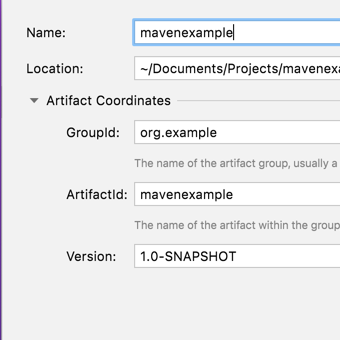 Name: mavenexample
Location: ~/Documents/Projects/mavenexa
Artifact Coordinates
GroupId: org.example
The name of the artifact group, usually a
ArtifactId: mavenexample
The name of the artifact within the group
Version: 1.0-SNAPSHOT